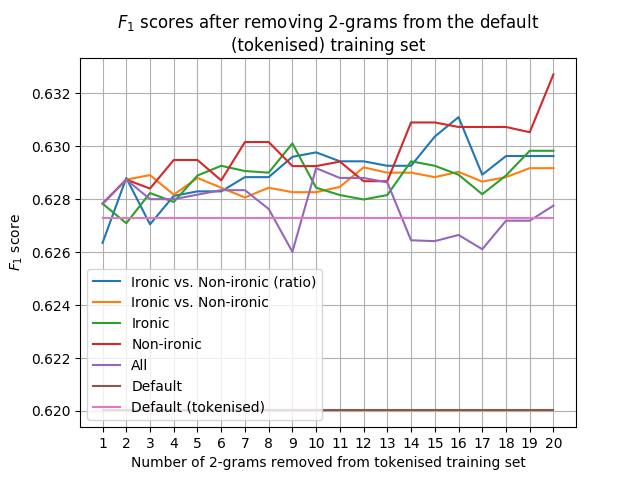 F1 scores after removing 2-grams from the default
(tokenised) training set
F1 score
0.632
0.630
0.628
0.626
0.624
0.622
0.620
Ironic vs. Non-ironic (ratio)
Ironic vs. Non-ironic
Ironic
Non-ironic
All
Default
Default (tokenised)
1 2 3 4 5 6 7 8 9 10 11 12 13 14 15 16 17 18 19 20
Number of 2-grams removed from tokenised training set